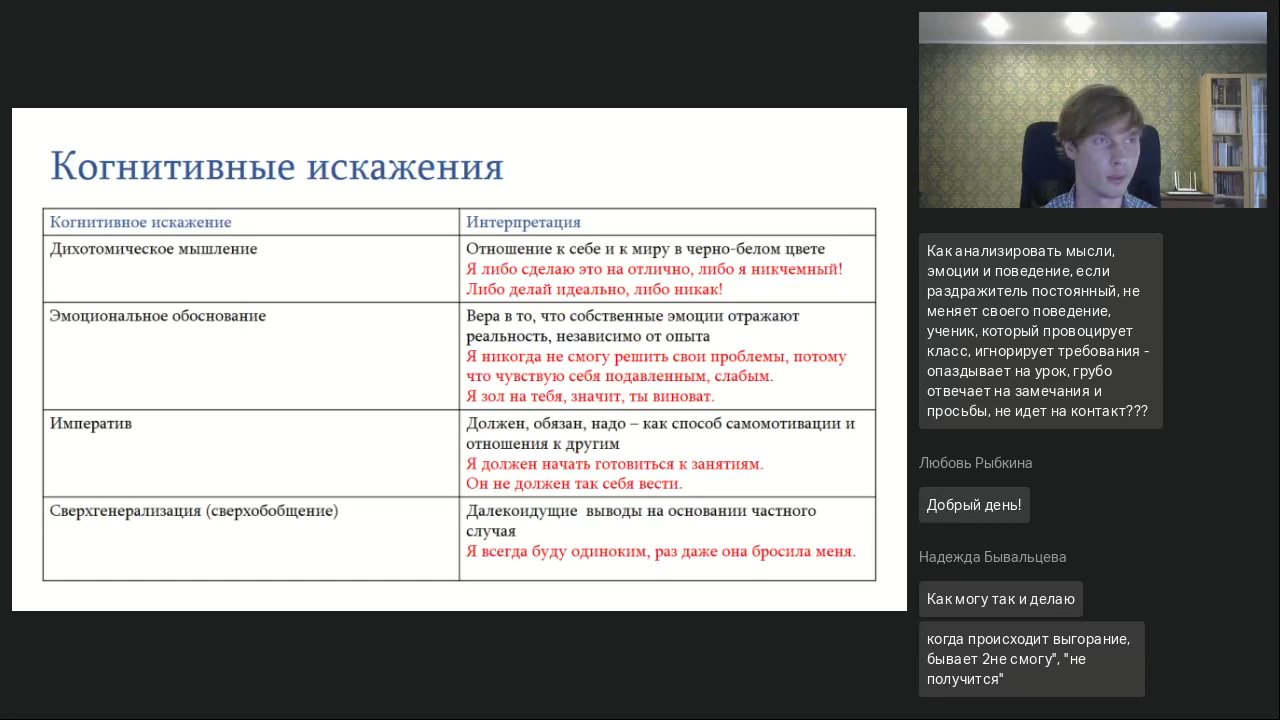 Когнитивные искажения
Когнитивное искажение
Интерпретация
Дихотомическое мышление
Отношение к себе и к миру в черно-белом цвете
Я либо сделаю это на отлично, либо я никчемный!
Либо делай идеально, либо никак!
Эмоциональное обоснование
Вера в то, что собственные эмоции отражают
реальность, независимо от опыта
Я никогда не смогу решить свои проблемы, потому
что чувствую себя подавленным, слабым.
Я зол на тебя, значит, ты виноват.
Императив
Должен, обязан, надо – как способ самомотивации и
отношения к другим
Я должен начать готовиться к занятиям.
Он не должен так себя вести.
Сверхгенерализация (сверхобобщение)
Далекоидущие выводы на основании частного
случая
Я всегда буду одиноким, раз даже она бросила меня.
Как анализировать мысли,
эмоции и поведение, если
раздражитель постоянный, не
меняет своего поведение,
ученик, который провоцирует
класс, игнорирует требования -
опаздывает на урок, грубо
отвечает на замечания и
просьбы, не идет на контакт???
Любовь Рыбкина
Добрый день!
Надежда Бывальцева
Как могу так и делаю
когда происходит выгорание,
бывает 2не смогу", "не
получится"